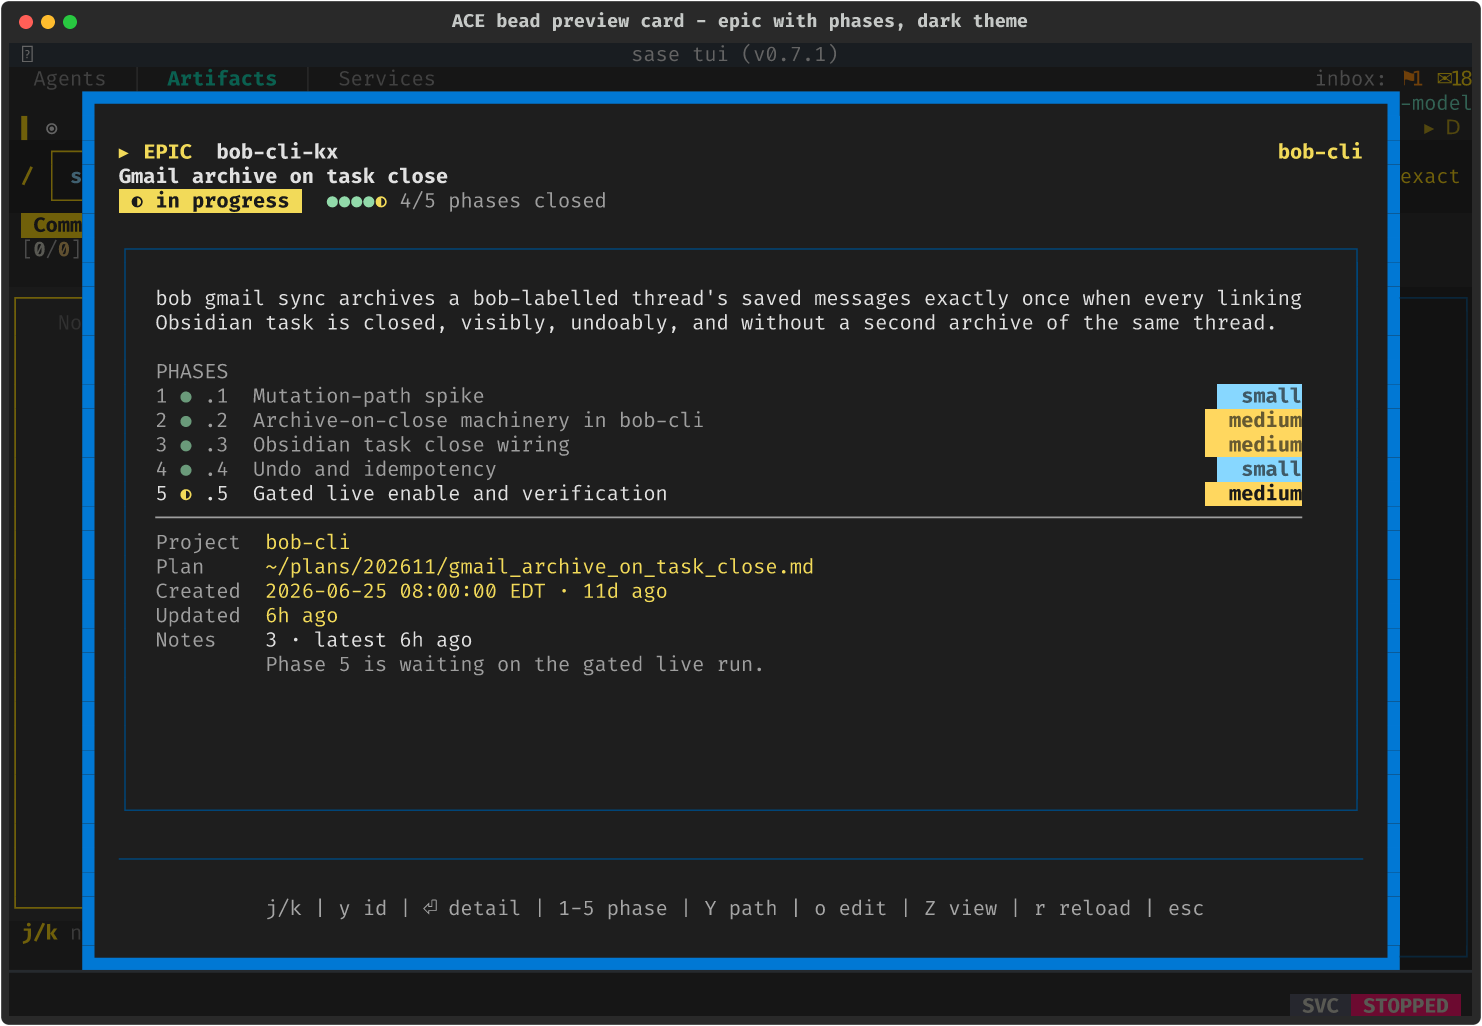 ACE bead preview card - epic with phases, dark theme
sase tui (v0.7.1)
Agents | Artifacts | Services inbox: ⚑1 ✉18
-model
▶ D
/ s exact
Comm
[0/0]
No
▶ EPIC bob-cli-kx bob-cli
Gmail archive on task close
◐ in progress ●●●●◐ 4/5 phases closed
bob gmail sync archives a bob-labelled thread's saved messages exactly once when every linking
Obsidian task is closed, visibly, undoably, and without a second archive of the same thread.
PHASES
1 ● .1 Mutation-path spike small
2 ● .2 Archive-on-close machinery in bob-cli medium
3 ● .3 Obsidian task close wiring medium
4 ● .4 Undo and idempotency small
5 ◐ .5 Gated live enable and verification medium
Project bob-cli
Plan ~/plans/202611/gmail_archive_on_task_close.md
Created 2026-06-25 08:00:00 EDT · 11d ago
Updated 6h ago
Notes 3 · latest 6h ago
Phase 5 is waiting on the gated live run.
j/k | y id | ⏎ detail | 1-5 phase | Y path | o edit | Z view | r reload | esc
j/k n
SVC STOPPED